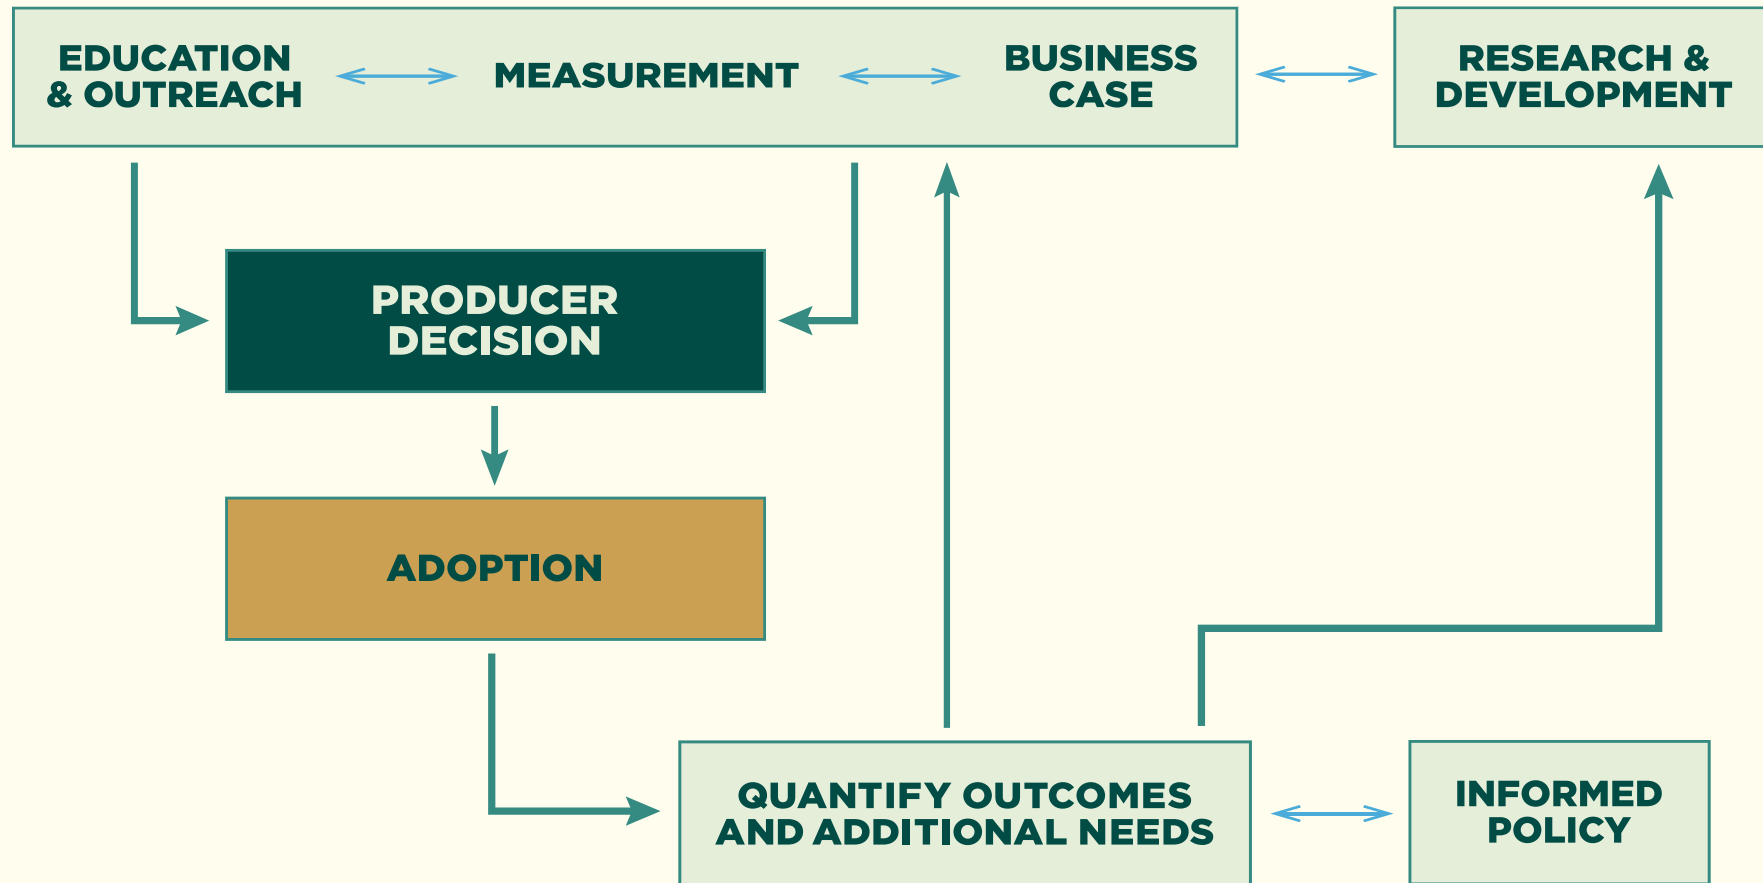 EDUCATION
& OUTREACH
MEASUREMENT
BUSINESS
CASE
RESEARCH &
DEVELOPMENT
PRODUCER
DECISION
ADOPTION
QUANTIFY OUTCOMES
AND ADDITIONAL NEEDS
INFORMED
POLICY